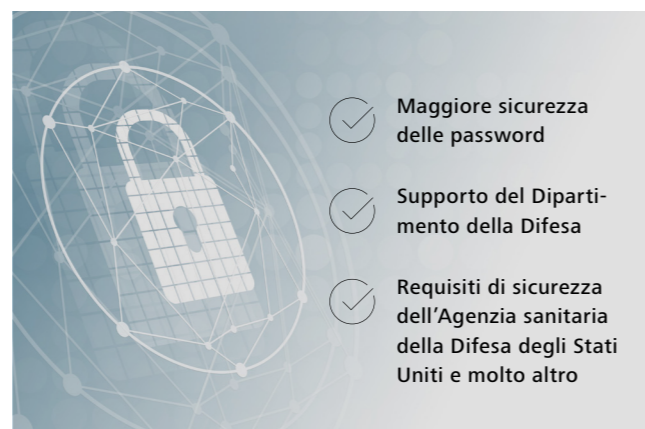 Maggiore sicurezza
delle password
Supporto del Diparti-
mento della Difesa
Requisiti di sicurezza
dell'Agenzia sanitaria
della Difesa degli Stati
Uniti e molto altro